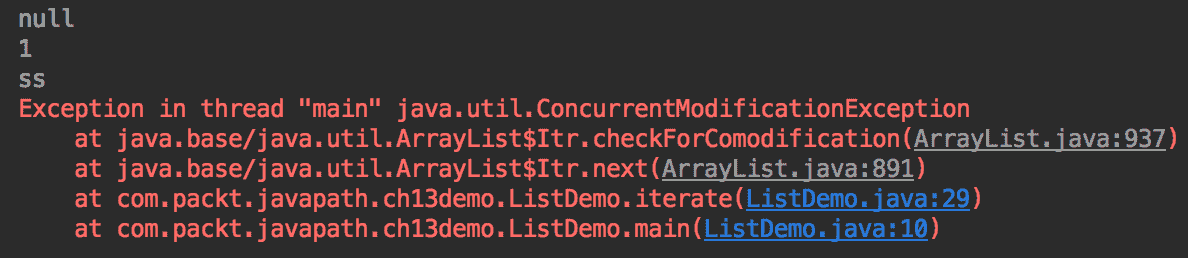 null
1
ss
Exception in thread "main" java.util.ConcurrentModificationException
at java.base/java.util.ArrayList$Itr.checkForComodification(ArrayList.java:937)
at java.base/java.util.ArrayList$Itr.next(ArrayList.java:891)
at com.packt.javapath.ch13demo.ListDemo.iterate(ListDemo.java:29)
at com.packt.javapath.ch13demo.ListDemo.main(ListDemo.java:10)